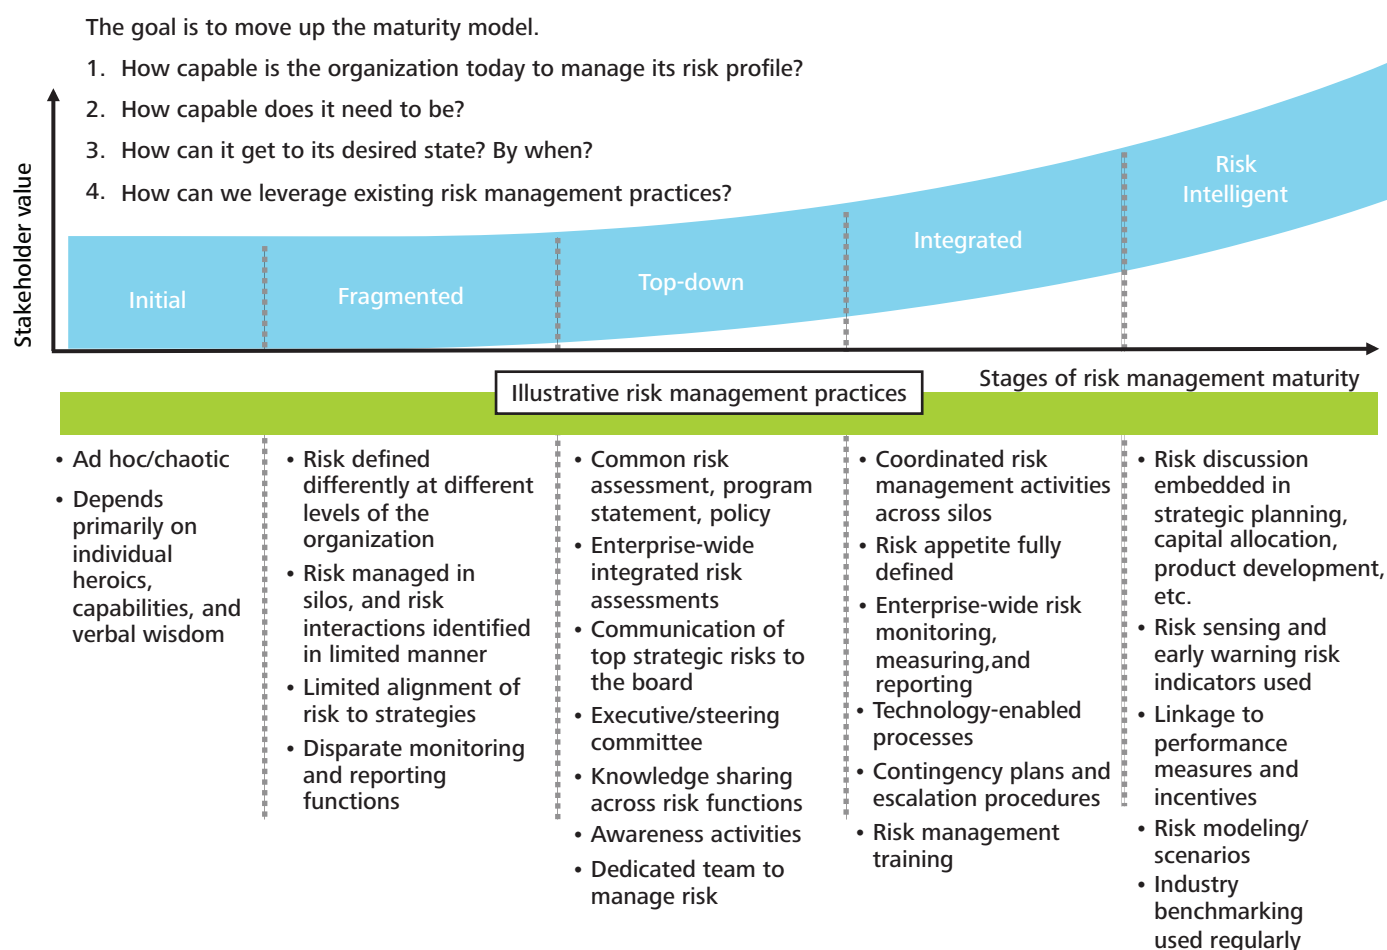 The goal is to move up the maturity model.
1. How capable is the organization today to manage its risk profile?
2. How capable does it need to be?
3. How can it get to its desired state? By when?
4. How can we leverage existing risk management practices?
Stakeholder value
Initial
Fragmented
Top-down
Integrated
Risk
Intelligent
Stages of risk management maturity
Illustrative risk management practices
• Ad hoc/chaotic
• Depends
primarily on
individual
heroics,
capabilities, and
verbal wisdom
• Risk defined
differently at different
levels of the
organization
• Risk managed in
silos, and risk
interactions identified
in limited manner
• Limited alignment of
risk to strategies
• Disparate monitoring
and reporting
functions
• Common risk
assessment, program
statement, policy
• Enterprise-wide
integrated risk
assessments
• Communication of
top strategic risks to
the board
• Executive/steering
committee
• Knowledge sharing
across risk functions
• Awareness activities
• Dedicated team to
manage risk
• Coordinated risk
management activities
across silos
• Risk appetite fully
defined
• Enterprise-wide risk
monitoring,
measuring,and
reporting
• Technology-enabled
processes
• Contingency plans and
escalation procedures
• Risk management
training
• Risk discussion
embedded in
strategic planning,
capital allocation,
product development,
etc.
• Risk sensing and
early warning risk
indicators used
• Linkage to
performance
measures and
incentives
• Risk modeling/
scenarios
• Industry
benchmarking
used regularly